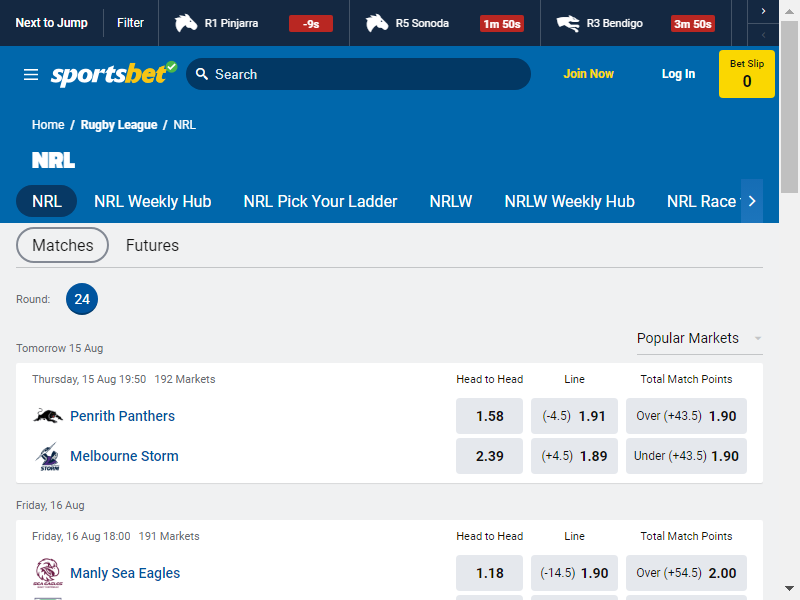 Next to Jump Filter R1 Pinjarra -9s R5 Sonoda 1m 50s R3 Bendigo 3m 50s
sportsbet Search Join Now Log In Bet Slip 0
Home / Rugby League / NRL
NRL
NRL NRL Weekly Hub NRL Pick Your Ladder NRLW NRLW Weekly Hub NRL Race
Matches Futures
Round: 24
Popular Markets
Tomorrow 15 Aug
Thursday, 15 Aug 19:50 192 Markets Head to Head Line Total Match Points
Penrith Panthers 1.58 (-4.5) 1.91 Over (+43.5) 1.90
STORM Melbourne Storm 2.39 (+4.5) 1.89 Under (+43.5) 1.90
Friday, 16 Aug
Friday, 16 Aug 18:00 191 Markets Head to Head Line Total Match Points
SEA EAGLES Manly Sea Eagles 1.18 (-14.5) 1.90 Over (+54.5) 2.00